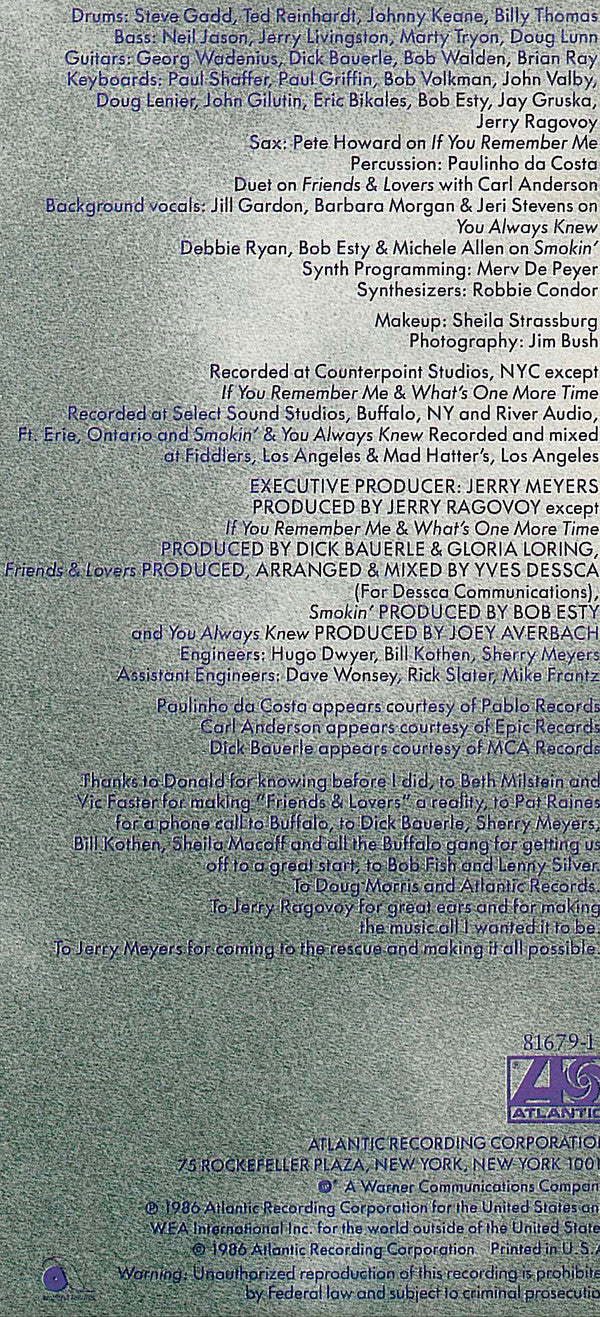 Drums: Steve Gadd, Ted Reinhardt, Johnny Keane, Billy Thomas
Bass: Neil Jason, Jerry Livingston, Marty Tryon, Doug Lunn
Guitars: Georg Wadenius, Dick Bauerle, Bob Walden, Brian Ray
Keyboards: Paul Shaffer, Paul Griffin, Bob Volkman, John Valby,
Doug Lenier, John Gilutin, Eric Bikales, Bob Esty, Jay Gruska,
Jerry Ragovoy
Sax: Pete Howard on If You Remember Me
Percussion: Paulinho da Costa
Duet on Friends & Lovers with Carl Anderson
Background vocals: Jill Gardon, Barbara Morgan & Jeri Stevens on
You Always Knew
Debbie Ryan, Bob Esty & Michele Allen on Smokin'
Synth Programming: Merv De Peyer
Synthesizers: Robbie Condor
Makeup: Sheila Strassburg
Photography: Jim Bush
Recorded at Counterpoint Studios, NYC except
If You Remember Me & What's One More Time
Recorded at Select Sound Studios, Buffalo, NY and River Audio,
Ft. Erie, Ontario and Smokin' & You Always Knew Recorded and mixed
at Fiddlers, Los Angeles & Mad Hatter's, Los Angeles
EXECUTIVE PRODUCER: JERRY MEYERS
PRODUCED BY JERRY RAGOVOY except
If You Remember Me & What's One More Time
PRODUCED BY DICK BAUERLE & GLORIA LORING,
Friends & Lovers PRODUCED, ARRANGED & MIXED BY YVES DESSCA
(For Dessca Communications),
Smokin' PRODUCED BY BOB ESTY
and You Always Knew PRODUCED BY JOEY AVERBACH
Engineers: Hugo Dwyer, Bill Kothen, Sherry Meyers
Assistant Engineers: Dave Wonsey, Rick Slater, Mike Frantz
Paulinho da Costa appears courtesy of Pablo Records
Carl Anderson appears courtesy of Epic Records
Dick Bauerle appears courtesy of MCA Records
Thanks to Donald for knowing before I did, to Beth Milstein and
Vic Faster for making "Friends & Lovers" a reality, to Pat Raines
for a phone call to Buffalo, to Dick Bauerle, Sherry Meyers,
Bill Kothen, Sheila Macoff and all the Buffalo gang for getting us
off to a great start, to Bob Fish and Lenny Silver.
To Doug Morris and Atlantic Records.
To Jerry Ragovoy for great ears and for making
the music all I wanted it to be.
To Jerry Meyers for coming to the rescue and making it all possible.
81679-1
ATLANTIC
ATLANTIC RECORDING CORPORATION
75 ROCKEFELLER PLAZA, NEW YORK, NEW YORK 1001
A Warner Communications Compan
℗ 1986 Atlantic Recording Corporation for the United States an
WEA International Inc. for the world outside of the United State
© 1986 Atlantic Recording Corporation Printed in U.S.A
Warning: Unauthorized reproduction of this recording is prohibite
by Federal law and subject to criminal prosecutio